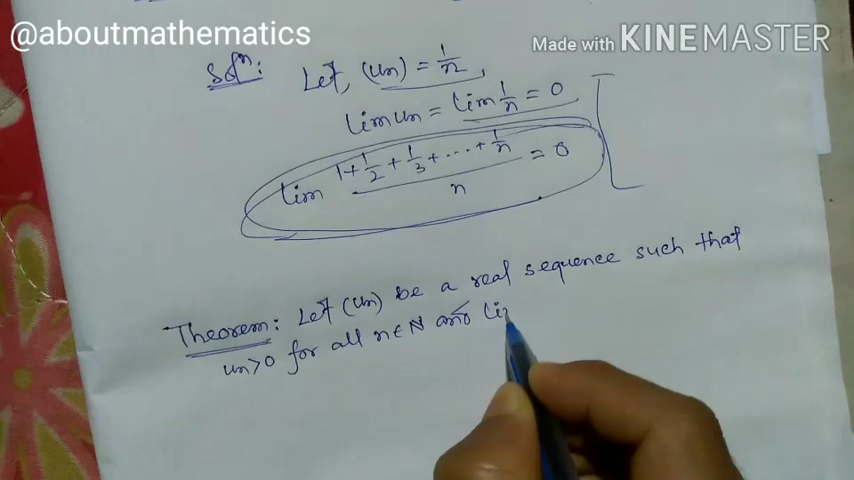 @aboutmathematics
Made with KINEMASTER
Solⁿ: Let, (un) = 1/n,
lim un = lim 1/n = 0
lim (1 + 1/2 + 1/3 + ... + 1/n)/n = 0
Theorem: Let (un) be a real sequence such that
un>0 for all n∈N and li